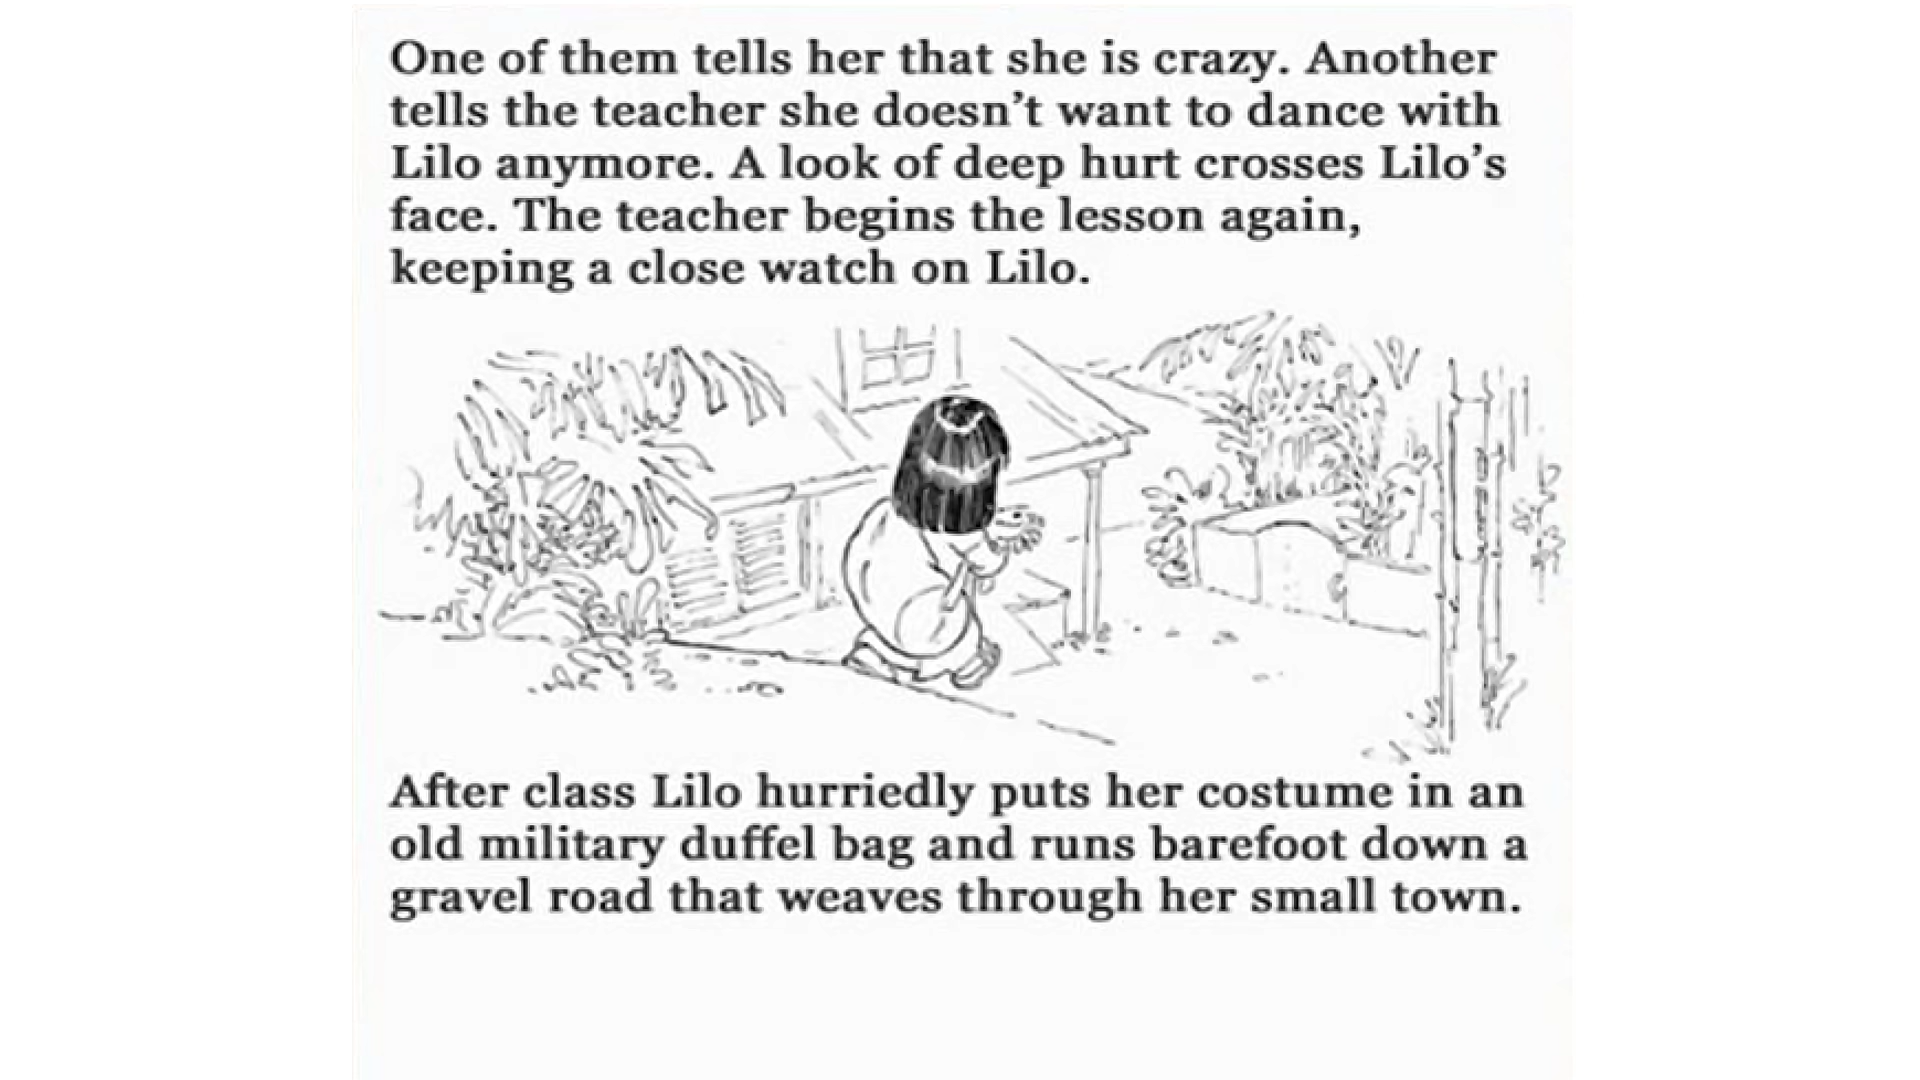 One of them tells her that she is crazy. Another
tells the teacher she doesn’t want to dance with
Lilo anymore. A look of deep hurt crosses Lilo’s
face. The teacher begins the lesson again,
keeping a close watch on Lilo.
After class Lilo hurriedly puts her costume in an
old military duffel bag and runs barefoot down a
gravel road that weaves through her small town.